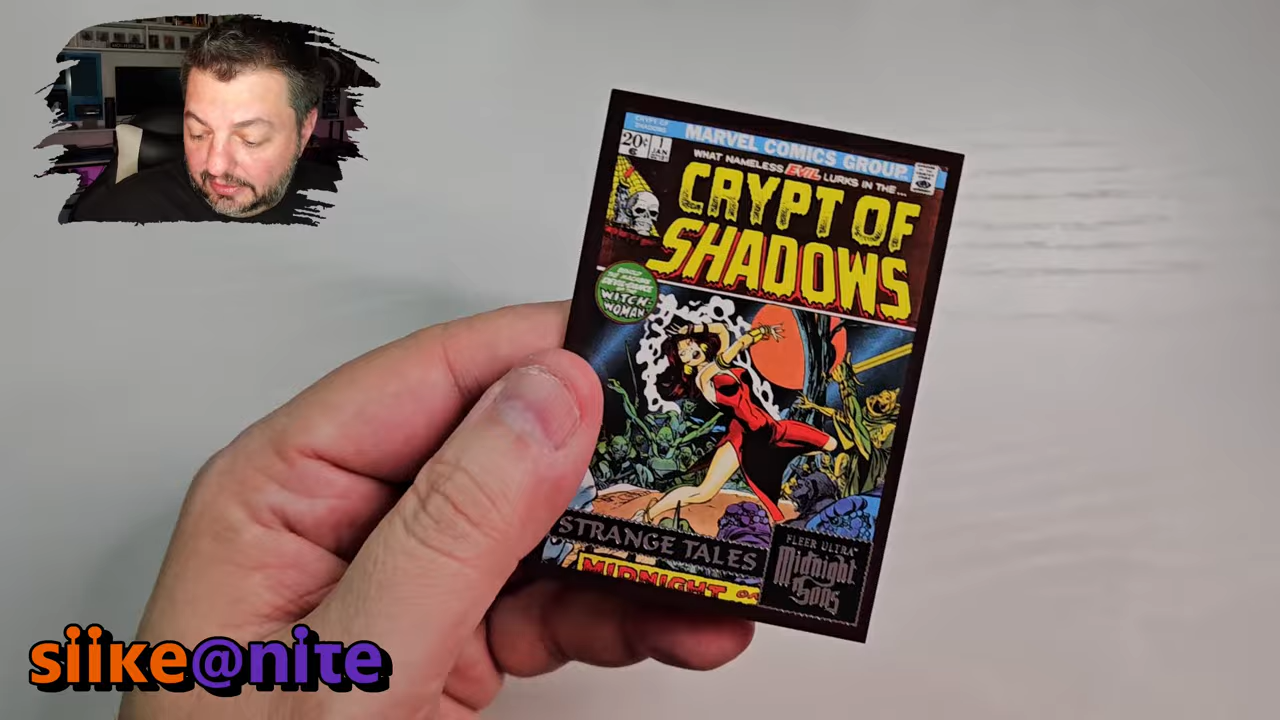 CRYPT OF
SHADOWS
MARVEL COMICS GROUP
20¢
1
JAN
WHAT NAMELESS EVIL LURKS IN THE...
CRYPT OF
SHADOWS
WITCH-
WOMAN
STRANGE TALES
FLEER ULTRA
Midnight
Sons
MIDNIGHT
siike@nite